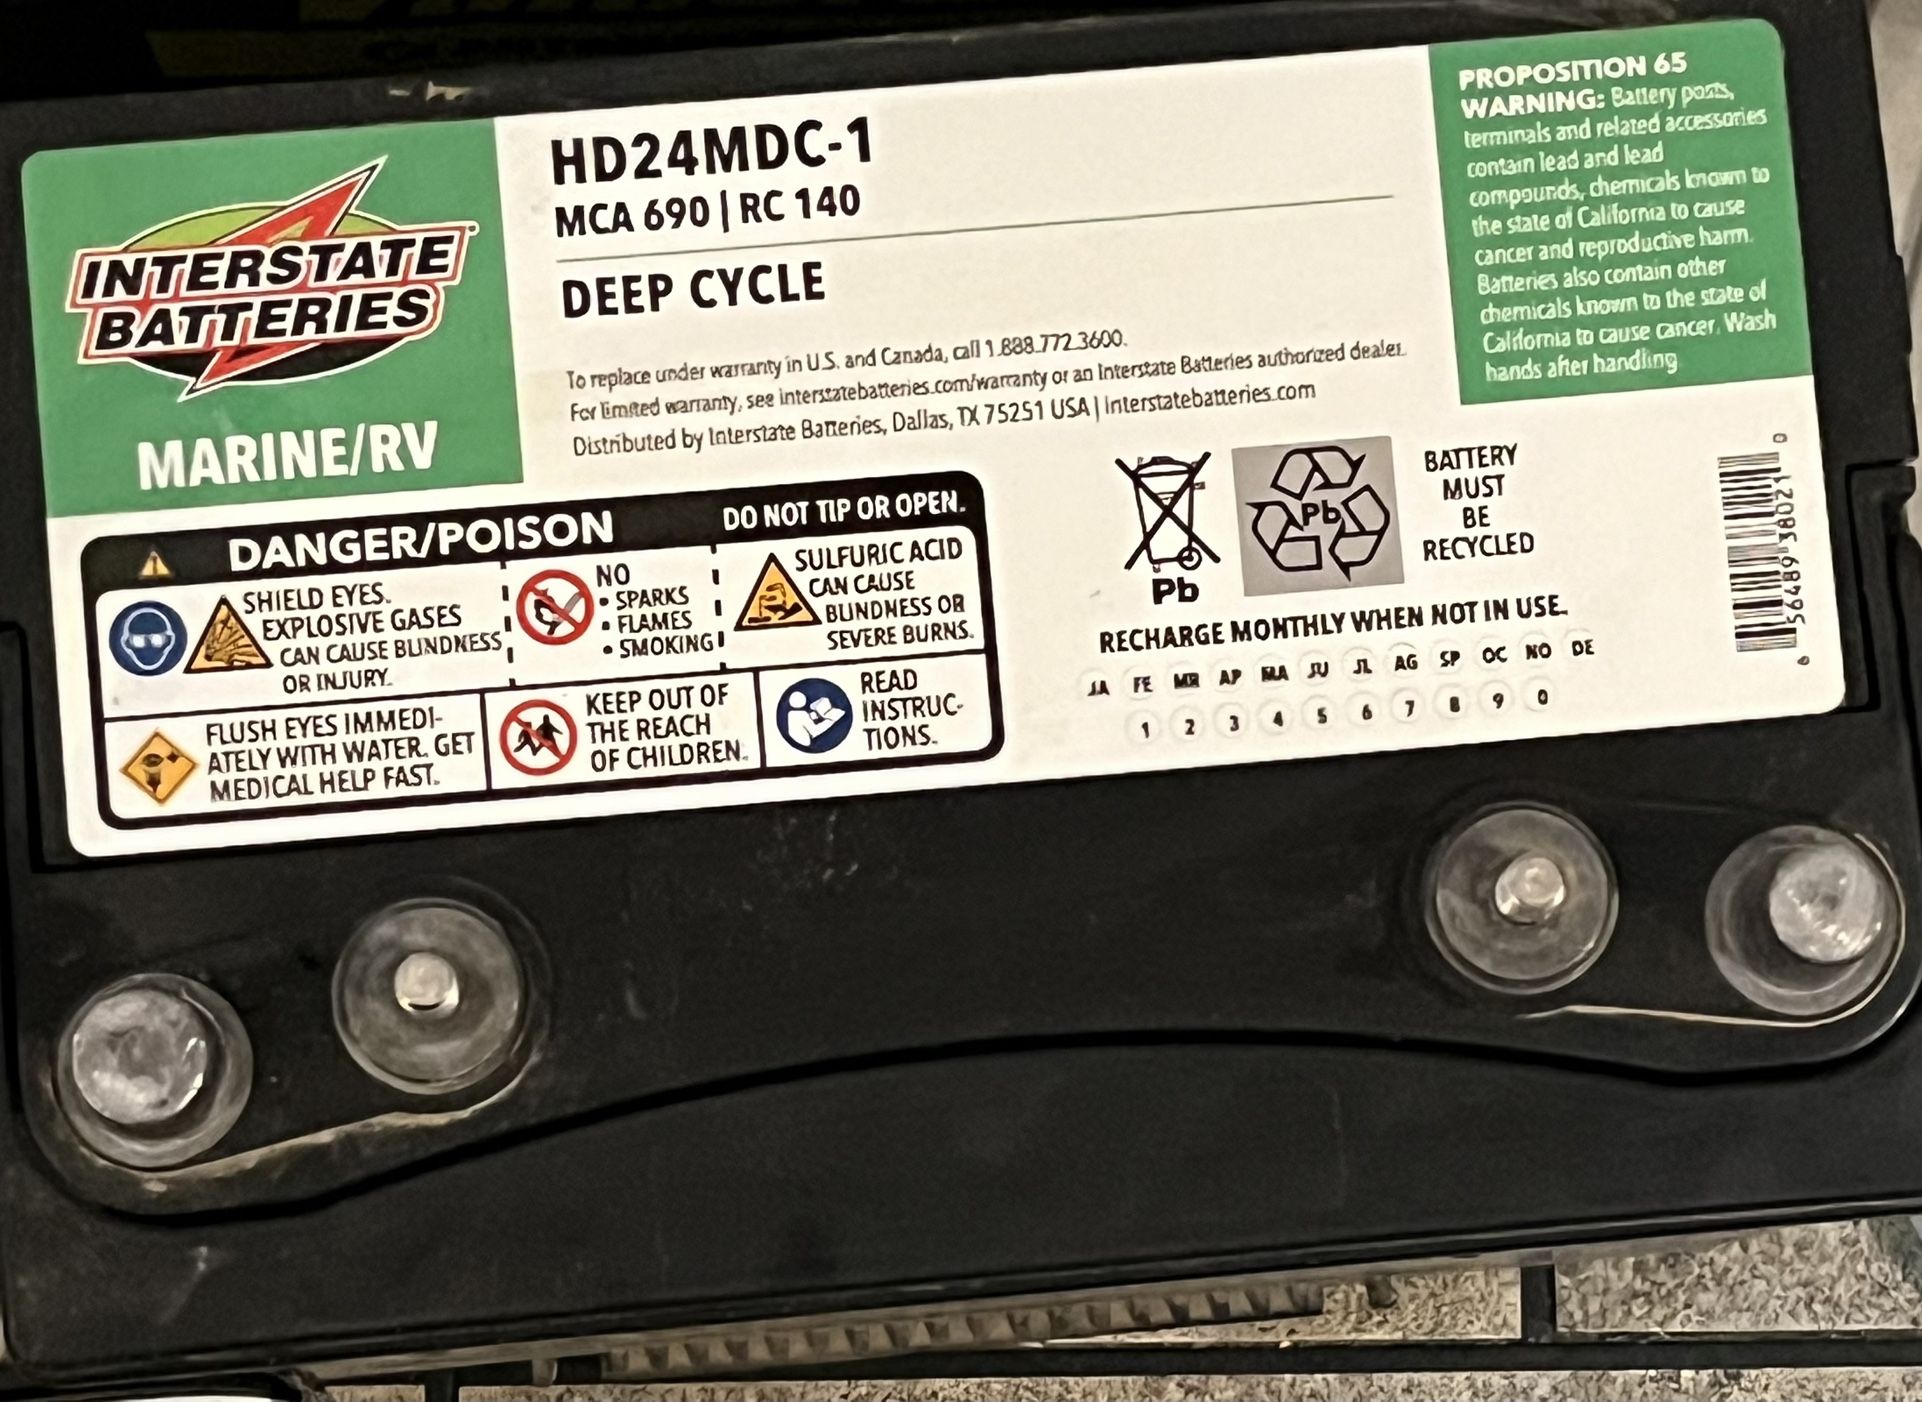 INTERSTATE
BATTERIES
MARINE/RV
HD24MDC-1
MCA 690 | RC 140
DEEP CYCLE
To replace under warranty in U.S. and Canada, call 1.888.772.3600.
For limited warranty, see interstatebatteries.com/warranty or an Interstate Batteries authorized dealer.
Distributed by Interstate Batteries, Dallas, TX 75251 USA | interstatebatteries.com
PROPOSITION 65
WARNING: Battery posts,
terminals and related accessories
contain lead and lead
compounds, chemicals known to
the state of California to cause
cancer and reproductive harm.
Batteries also contain other
chemicals known to the state of
California to cause cancer. Wash
hands after handling
DANGER/POISON
DO NOT TIP OR OPEN.
SHIELD EYES.
EXPLOSIVE GASES
CAN CAUSE BLINDNESS
OR INJURY.
NO
• SPARKS
• FLAMES
• SMOKING
SULFURIC ACID
CAN CAUSE
BLINDNESS OR
SEVERE BURNS.
FLUSH EYES IMMEDI-
ATELY WITH WATER. GET
MEDICAL HELP FAST.
KEEP OUT OF
THE REACH
OF CHILDREN.
READ
INSTRUC-
TIONS.
Pb
Pb
BATTERY
MUST
BE
RECYCLED
RECHARGE MONTHLY WHEN NOT IN USE.
JA FE MR AP MA JU JL AG SP OC NO DE
1 2 3 4 5 6 7 8 9 0
0 56489 38021 0